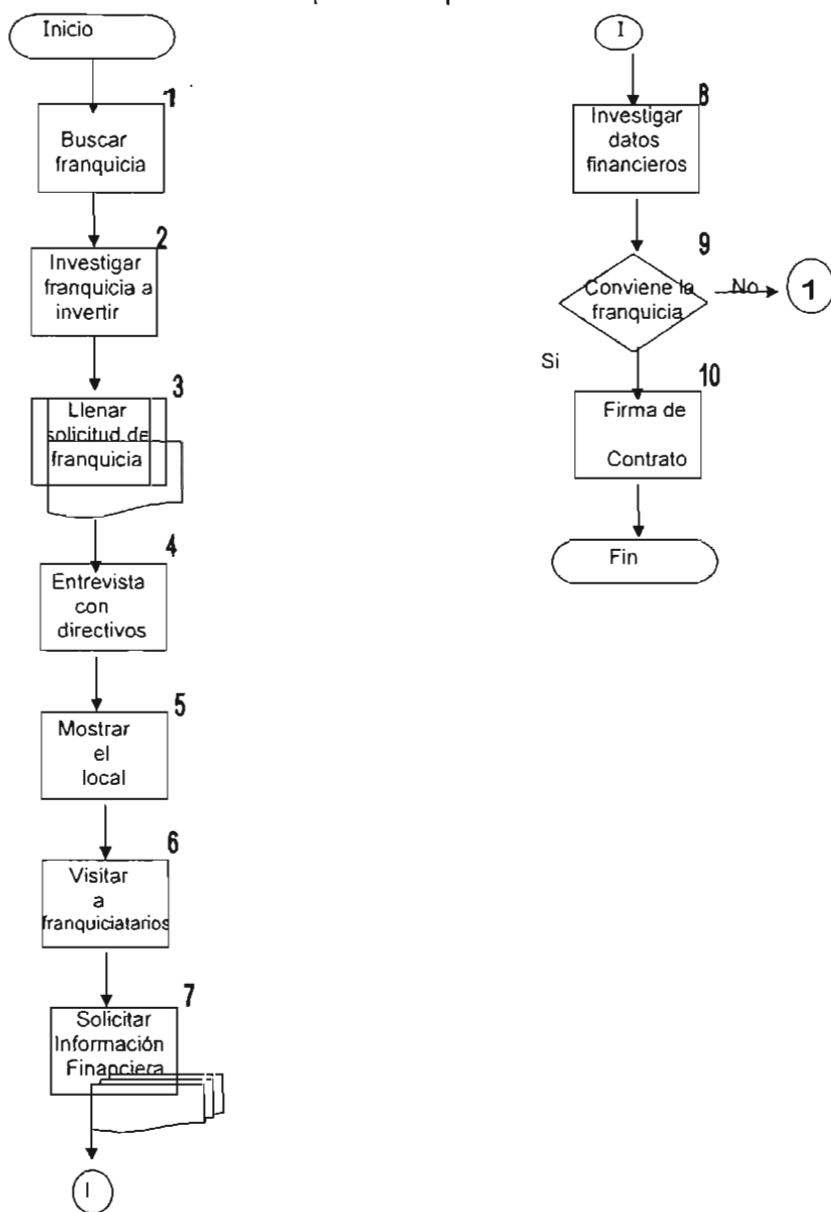 Inicio
1
Buscar
franquicia
2
Investigar
franquicia a
invertir
3
Llenar
solicitud de
franquicia
4
Entrevista
con
directivos
5
Mostrar
el
local
6
Visitar
a
franquiciatarios
7
Solicitar
Información
Financiera
I
I
8
Investigar
datos
financieros
9
Conviene la
franquicia
No
1
Si
10
Firma de
Contrato
Fin